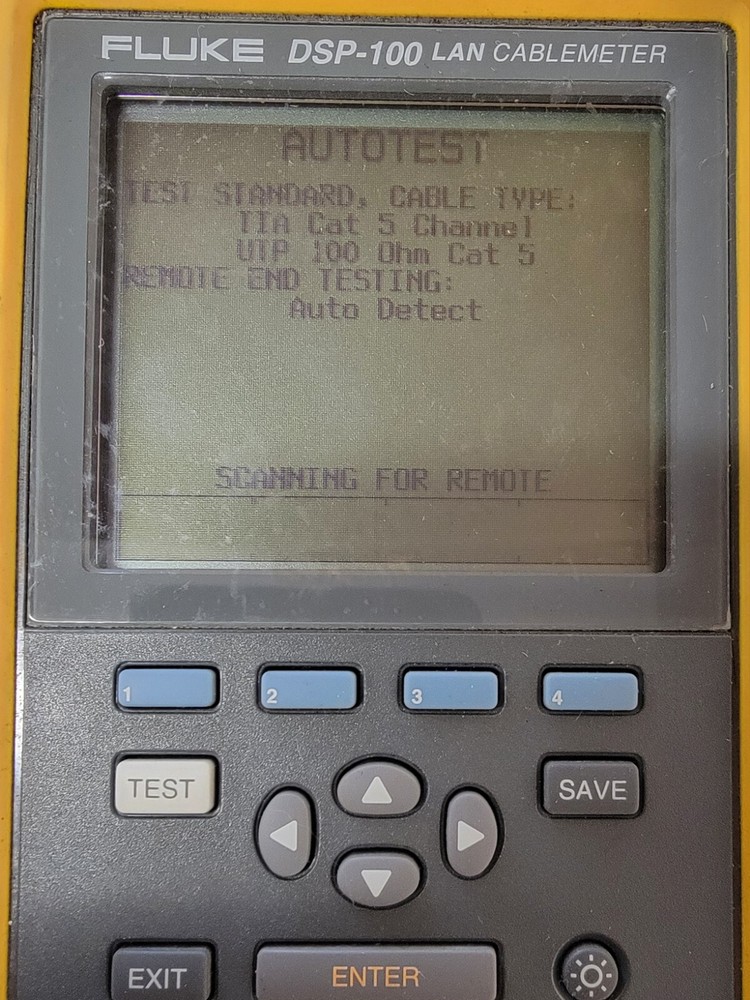 FLUKE DSP-100 LAN CABLEMETER
AUTOTEST
TEST STANDARD, CABLE TYPE:
TIA Cat 5 Channel
UTP 100 Ohm Cat 5
REMOTE END TESTING:
Auto Detect
SCANNING FOR REMOTE
1 2 3 4
TEST
SAVE
EXIT
ENTER